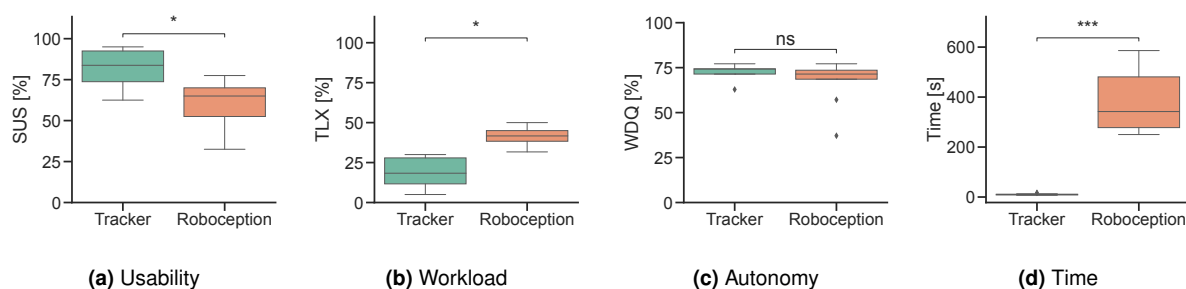 *
100
75
50
25
0
SUS [%]
Tracker Roboception
(a) Usability
*
100
75
50
25
0
TLX [%]
Tracker Roboception
(b) Workload
ns
100
75
50
25
0
WDQ [%]
Tracker Roboception
(c) Autonomy
***
600
400
200
0
Time [s]
Tracker Roboception
(d) Time